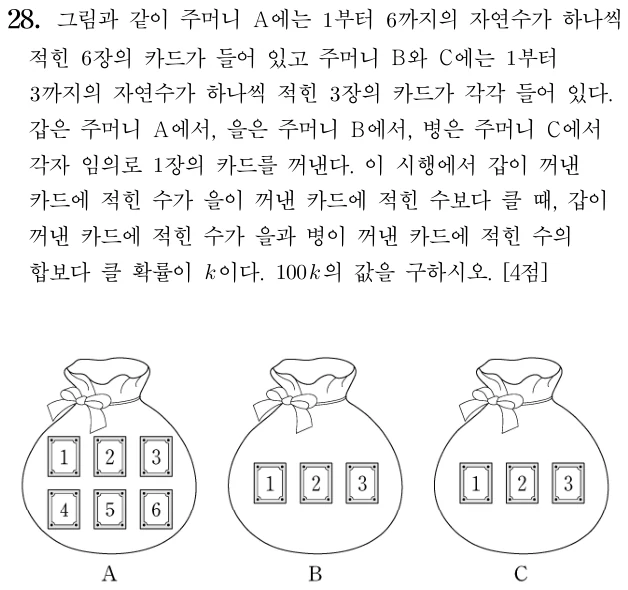 28. 그림과 같이 주머니 A에는 1부터 6까지의 자연수가 하나씩
적힌 6장의 카드가 들어 있고 주머니 B와 C에는 1부터
3까지의 자연수가 하나씩 적힌 3장의 카드가 각각 들어 있다.
갑은 주머니 A에서, 을은 주머니 B에서, 병은 주머니 C에서
각자 임의로 1장의 카드를 꺼낸다. 이 시행에서 갑이 꺼낸
카드에 적힌 수가 을이 꺼낸 카드에 적힌 수보다 클 때, 갑이
꺼낸 카드에 적힌 수가 을과 병이 꺼낸 카드에 적힌 수의
합보다 클 확률이 k이다. 100k의 값을 구하시오. [4점]
1 2 3
4 5 6
A
1 2 3
B
1 2 3
C